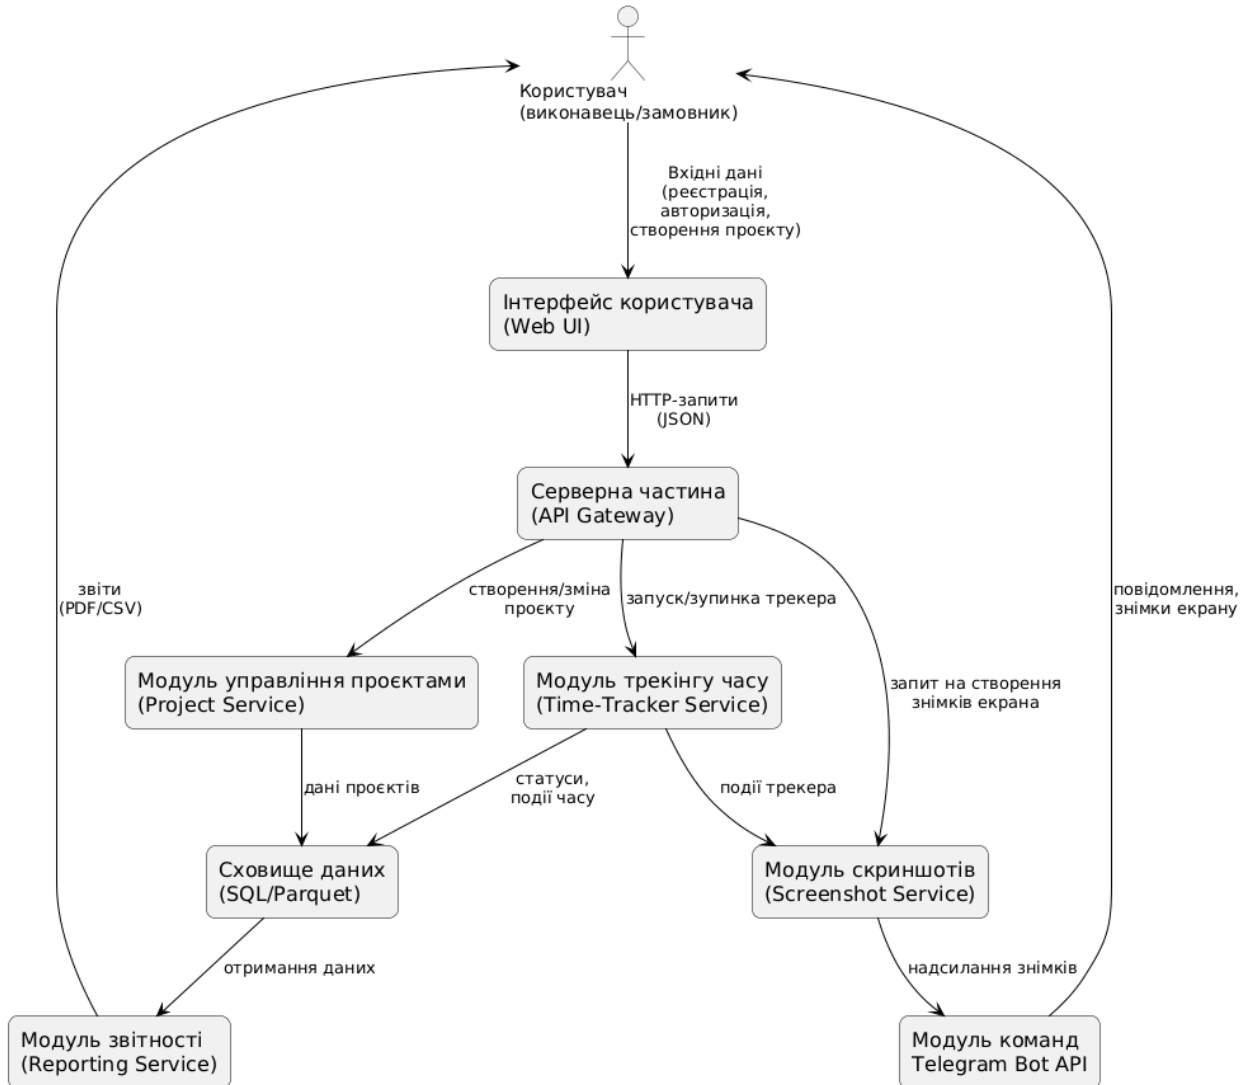 Користувач
(виконавець/замовник)
Вхідні дані
(реєстрація,
авторизація,
створення проєкту)
Інтерфейс користувача
(Web UI)
HTTP-запити
(JSON)
Серверна частина
(API Gateway)
звіти
(PDF/CSV)
створення/зміна
проєкту
запуск/зупинка трекера
повідомлення,
знімки екрану
Модуль управління проєктами
(Project Service)
Модуль трекінгу часу
(Time-Tracker Service)
запит на створення
знімків екрана
дані проєктів
статуси,
події часу
події трекера
Сховище даних
(SQL/Parquet)
Модуль скриншотів
(Screenshot Service)
отримання даних
надсилання знімків
Модуль звітності
(Reporting Service)
Модуль команд
Telegram Bot API